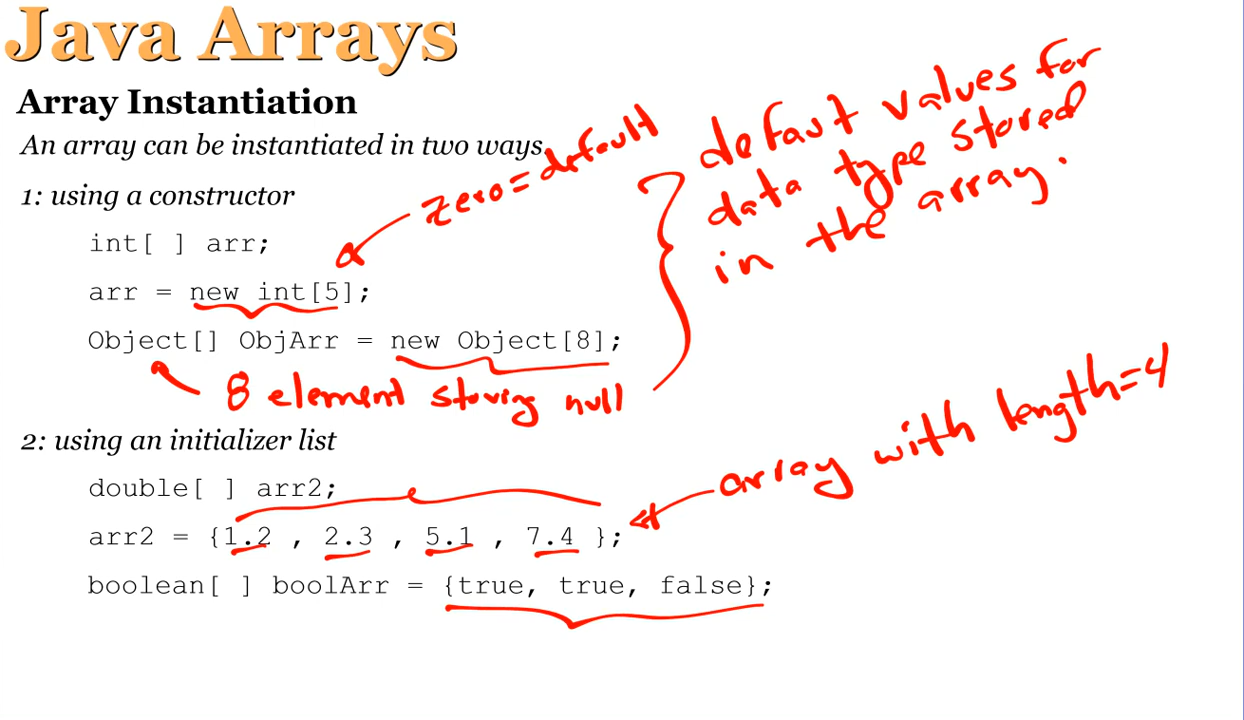 Java Arrays
Array Instantiation
An array can be instantiated in two ways
1: using a constructor
zero = default
defaut values for
data type stored
in the array.
int[ ] arr;
arr = new int[5];
Object[] ObjArr = new Object[8];
8 element storing null
2: using an initializer list
array with length=4
double[ ] arr2;
arr2 = {1.2 , 2.3 , 5.1 , 7.4 };
boolean[ ] boolArr = {true, true, false};